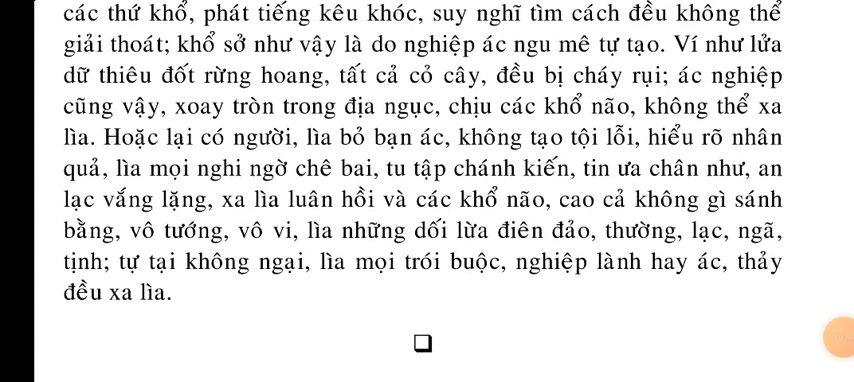 các thứ khổ, phát tiếng kêu khóc, suy nghĩ tìm cách đều không thể
giải thoát; khổ sở như vậy là do nghiệp ác ngu mê tự tạo. Ví như lửa
dữ thiêu đốt rừng hoang, tất cả cỏ cây, đều bị cháy rụi; ác nghiệp
cũng vậy, xoay tròn trong địa ngục, chịu các khổ não, không thể xa
lìa. Hoặc lại có người, lìa bỏ bạn ác, không tạo tội lỗi, hiểu rõ nhân
quả, lìa mọi nghi ngờ chê bai, tu tập chánh kiến, tin ưa chân như, an
lạc vắng lặng, xa lìa luân hồi và các khổ não, cao cả không gì sánh
bằng, vô tướng, vô vi, lìa những dối lừa điên đảo, thường, lạc, ngã,
tịnh; tự tại không ngại, lìa mọi trói buộc, nghiệp lành hay ác, thảy
đều xa lìa.